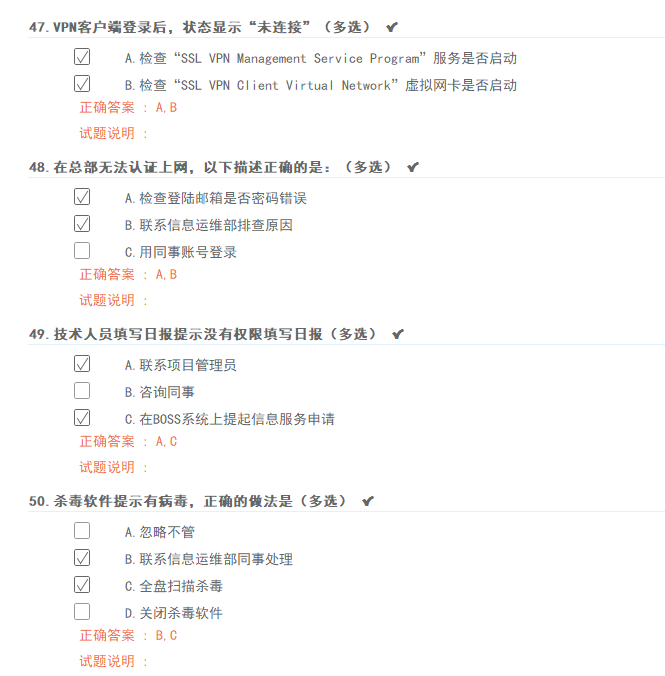 47.VPN客户端登录后，状态显示“未连接”（多选）
A.检查“SSL VPN Management Service Program”服务是否启动
B.检查“SSL VPN Client Virtual Network”虚拟网卡是否启动
正确答案 : A,B
试题说明 :
48.在总部无法认证上网，以下描述正确的是：（多选）
A.检查登陆邮箱是否密码错误
B.联系信息运维部排查原因
C.用同事账号登录
正确答案 : A,B
试题说明 :
49.技术人员填写日报提示没有权限填写日报（多选）
A.联系项目管理员
B.咨询同事
C.在BOSS系统上提起信息服务申请
正确答案 : A,C
试题说明 :
50.杀毒软件提示有病毒，正确的做法是（多选）
A.忽略不管
B.联系信息运维部同事处理
C.全盘扫描杀毒
D.关闭杀毒软件
正确答案 : B,C
试题说明 :